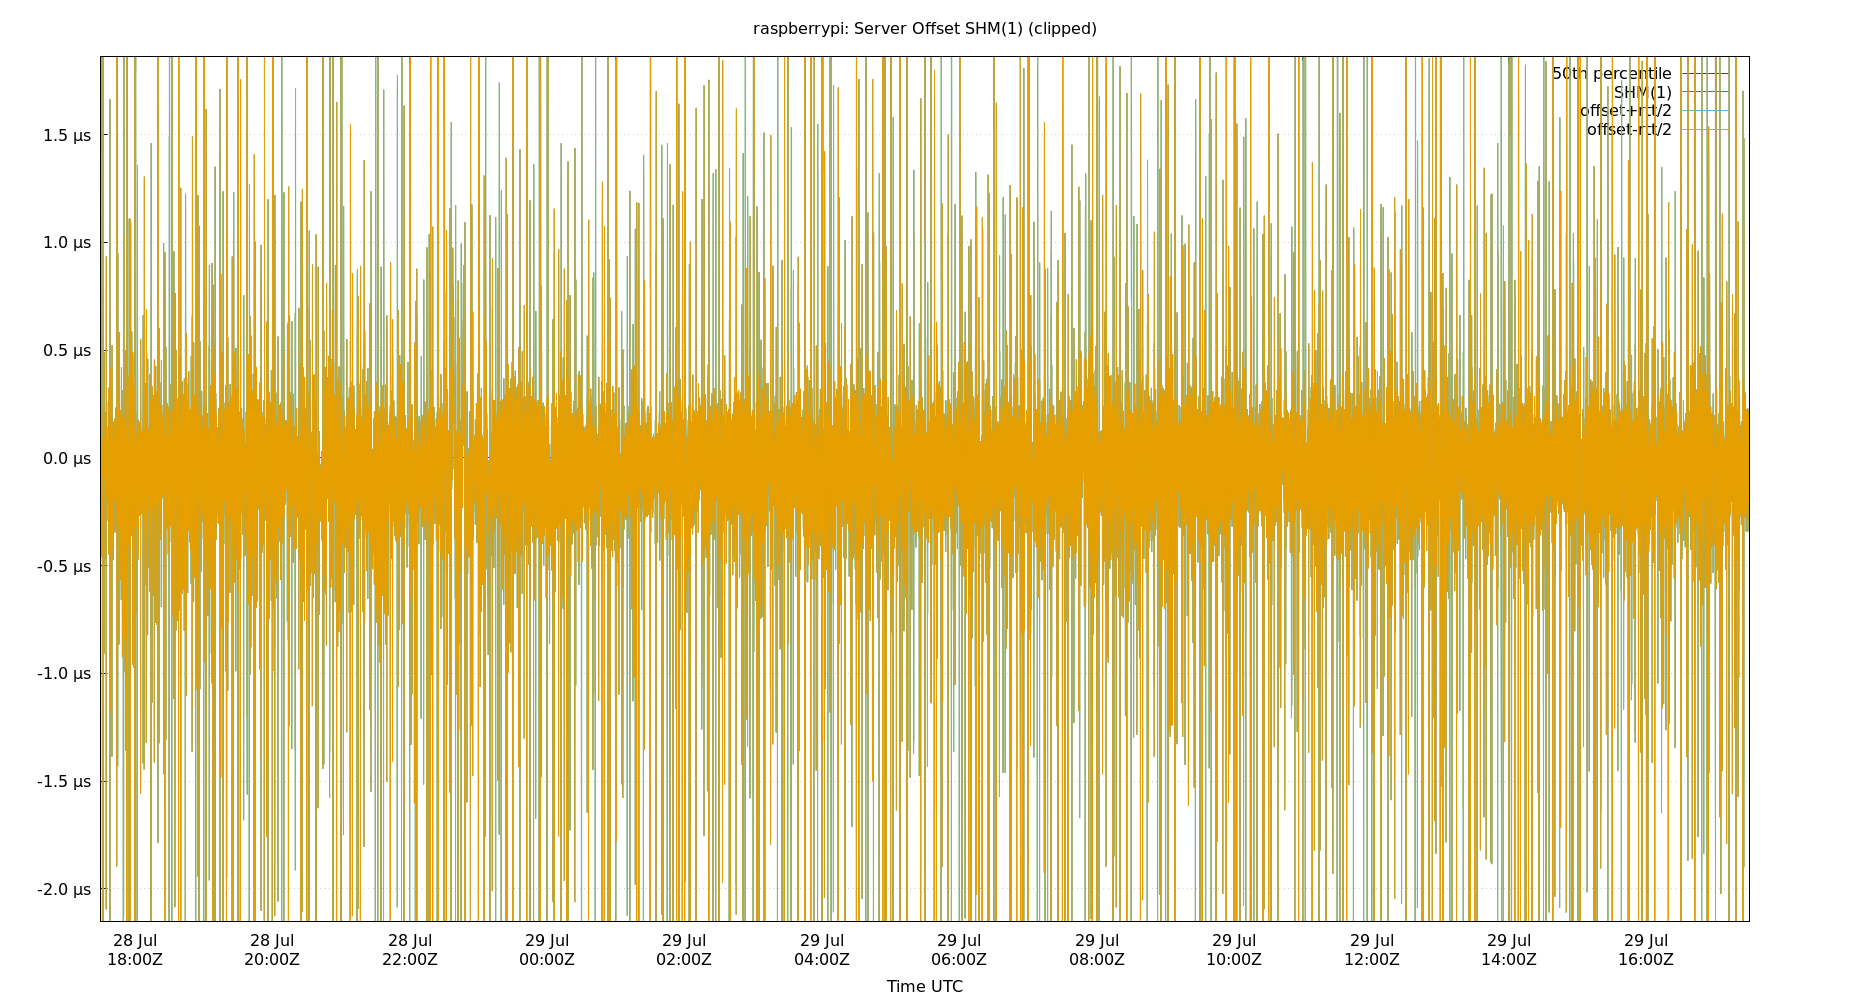 raspberrypi: Server Offset SHM(1) (clipped)
50th percentile
SHM(1)
offset+rtt/2
offset-rtt/2
1.5 µs
1.0 µs
0.5 µs
0.0 µs
-0.5 µs
-1.0 µs
-1.5 µs
-2.0 µs
28 Jul 28 Jul 28 Jul 29 Jul 29 Jul 29 Jul 29 Jul 29 Jul 29 Jul 29 Jul 29 Jul 29 Jul
18:00Z 20:00Z 22:00Z 00:00Z 02:00Z 04:00Z 06:00Z 08:00Z 10:00Z 12:00Z 14:00Z 16:00Z
Time UTC